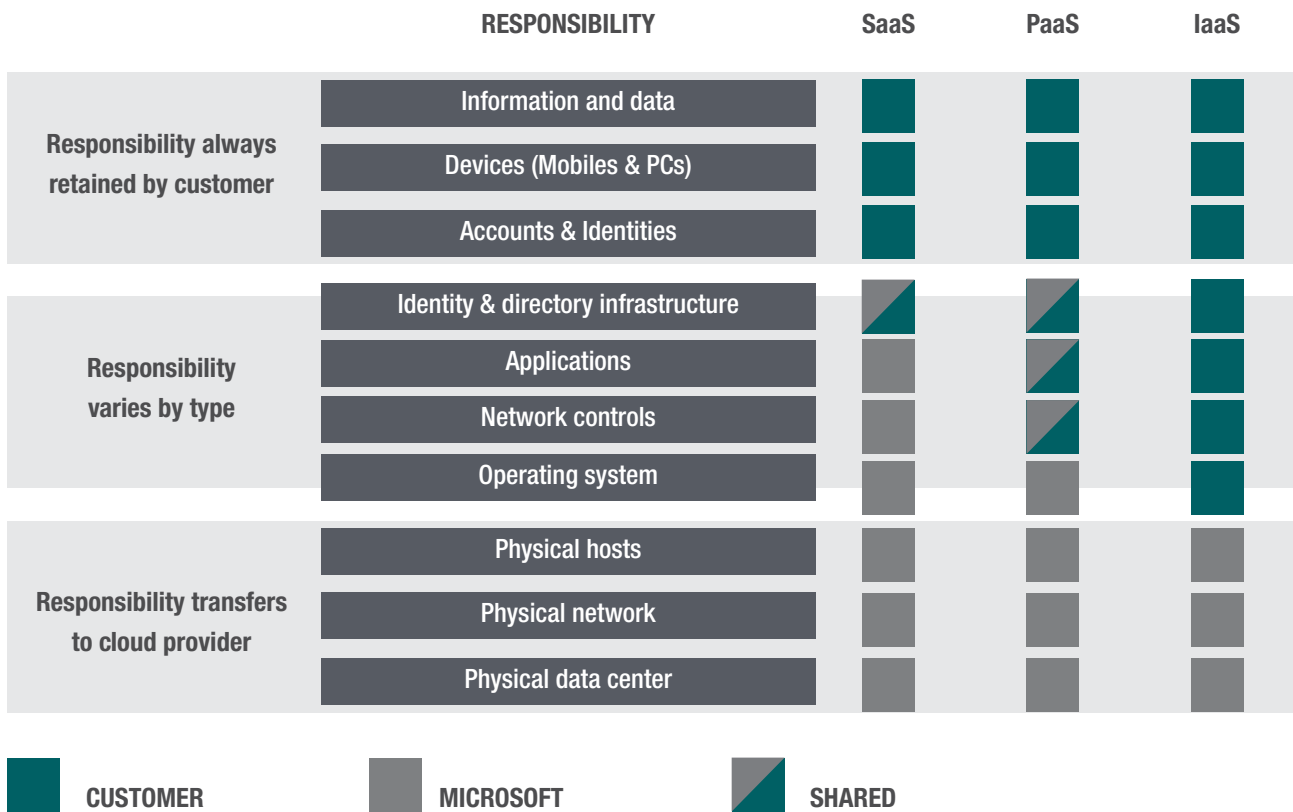 RESPONSIBILITY SaaS PaaS IaaS
Responsibility always
retained by customer
Information and data
Devices (Mobiles & PCs)
Accounts & Identities
Responsibility
varies by type
Identity & directory infrastructure
Applications
Network controls
Operating system
Responsibility transfers
to cloud provider
Physical hosts
Physical network
Physical data center
CUSTOMER MICROSOFT SHARED